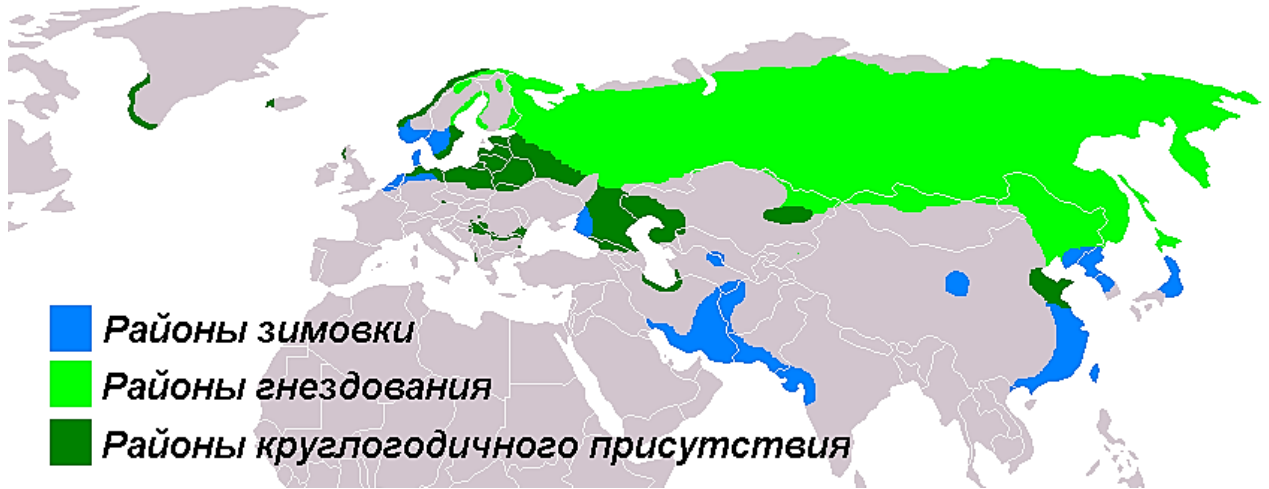 Районы зимовки
Районы гнездования
Районы круглогодичного присутствия